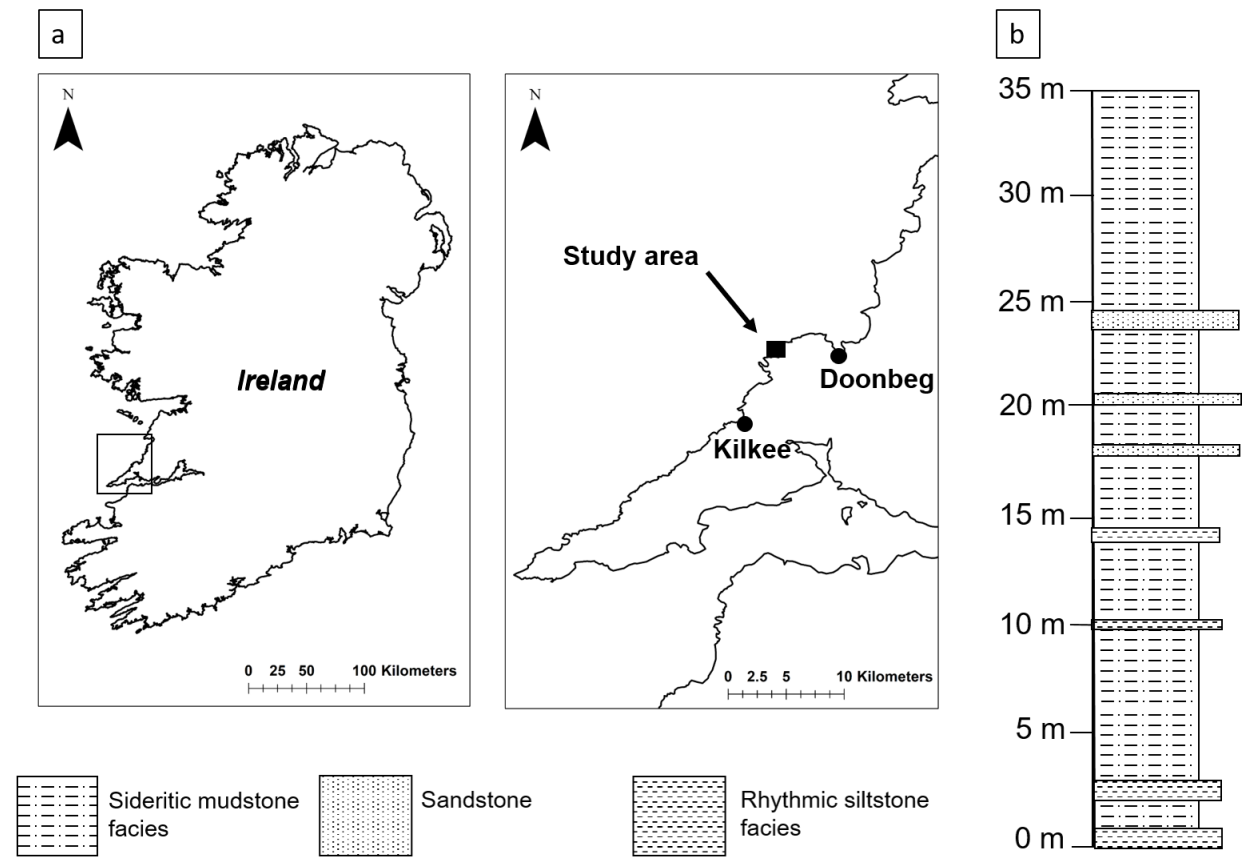 a
N
Ireland
0 25 50 100 Kilometers
N
Study area
Doonbeg
Kilkee
0 2.5 5 10 Kilometers
b
35 m
30 m
25 m
20 m
15 m
10 m
5 m
0 m
Sideritic mudstone
facies
Sandstone
Rhythmic siltstone
facies